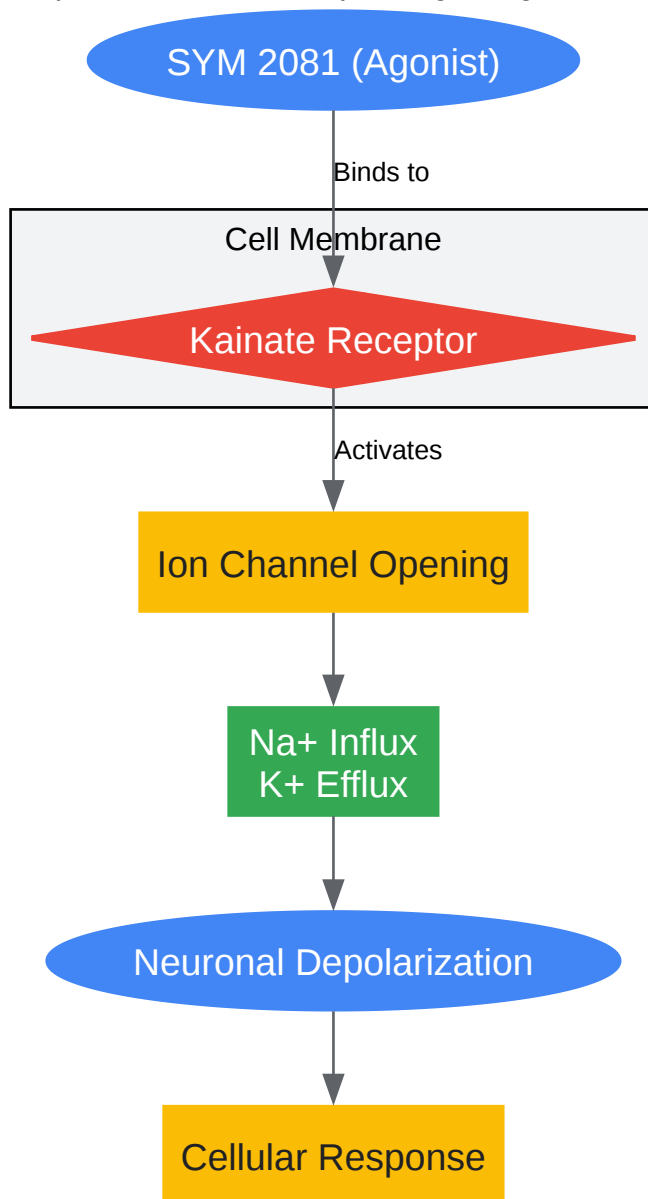 SYM 2081 (Agonist)
Binds to
Cell Membrane
Kainate Receptor
Activates
Ion Channel Opening
Na+ Influx
K+ Efflux
Neuronal Depolarization
Cellular Response